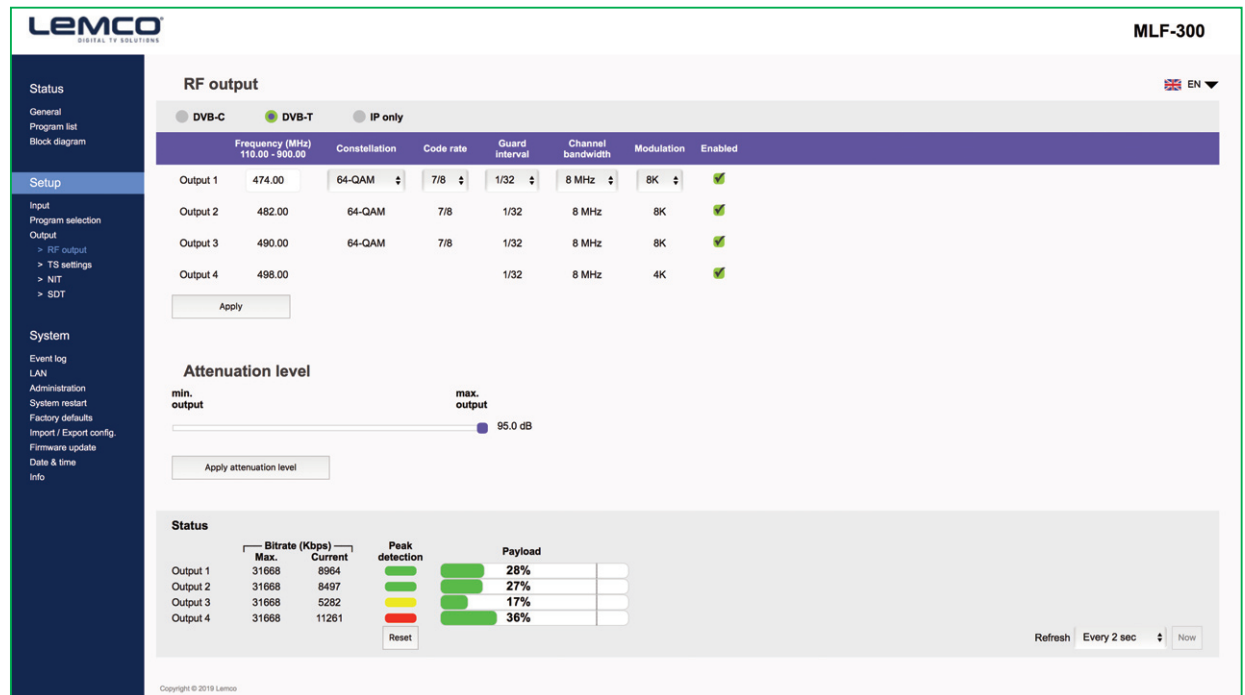 LEMCO
DIGITAL TV SOLUTIONS
MLF-300
Status
General
Program list
Block diagram
Setup
Input
Program selection
Output
> RF output
> TS settings
> NIT
> SDT
System
Event log
LAN
Administration
System restart
Factory defaults
Import / Export config.
Firmware update
Date & time
Info
RF output
EN
DVB-C DVB-T IP only
Frequency (MHz) 110.00 - 900.00 Constellation Code rate Guard interval Channel bandwidth Modulation Enabled
Output 1 474.00 64-QAM 7/8 1/32 8 MHz 8K
Output 2 482.00 64-QAM 7/8 1/32 8 MHz 8K
Output 3 490.00 64-QAM 7/8 1/32 8 MHz 8K
Output 4 498.00 1/32 8 MHz 4K
Apply
Attenuation level
min. output
max. output
95.0 dB
Apply attenuation level
Status
Bitrate (Kbps) Peak detection Payload
Max. Current
Output 1 31668 8964 28%
Output 2 31668 8497 27%
Output 3 31668 5282 17%
Output 4 31668 11261 36%
Reset
Refresh Every 2 sec Now
Copyright © 2019 Lemco